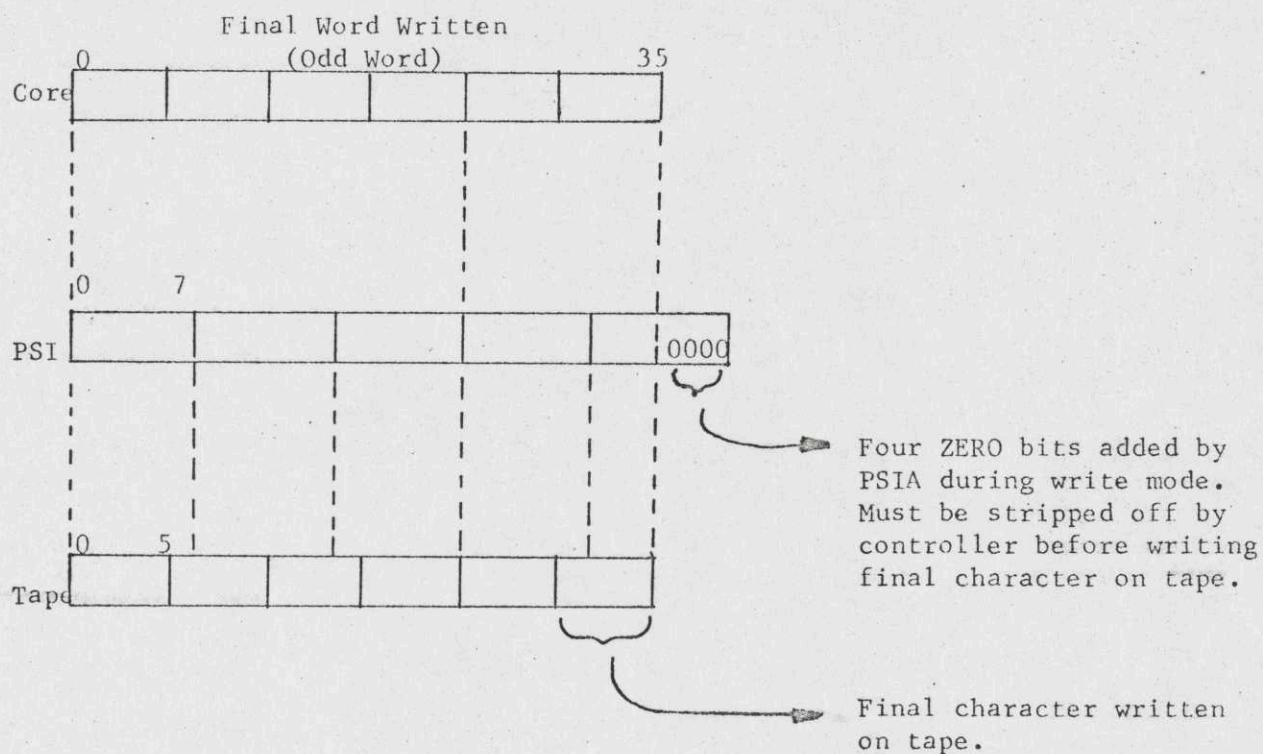 Final Word Written
(Odd Word)
0 35
Core
0 7
PSI
0000
Four ZERO bits added by
PSIA during write mode.
Must be stripped off by
controller before writing
final character on tape.
0 5
Tape
Final character written
on tape.